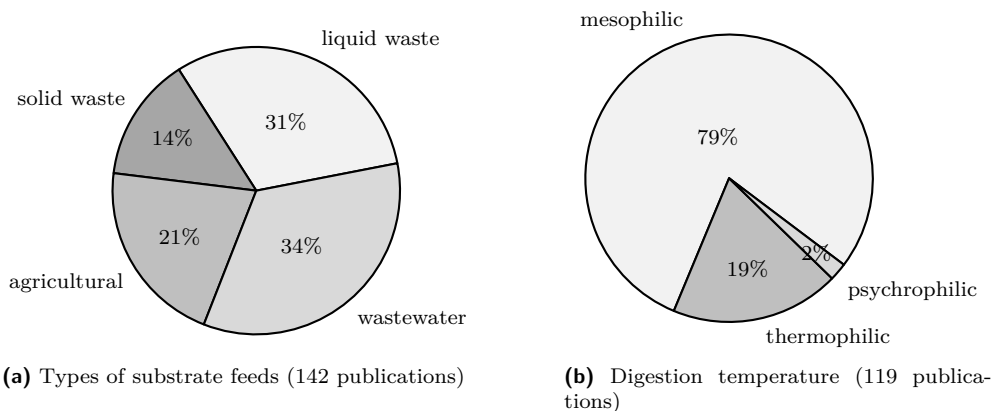 liquid waste
solid waste
31%
14%
21%
34%
agricultural
wastewater
(a) Types of substrate feeds (142 publications)
mesophilic
79%
2%
19%
psychrophilic
thermophilic
(b) Digestion temperature (119 publica-
tions)